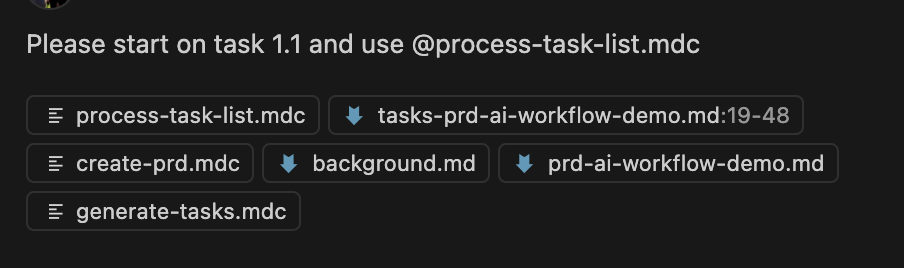 Please start on task 1.1 and use @process-task-list.mdc
process-task-list.mdc tasks-prd-ai-workflow-demo.md:19-48
create-prd.mdc background.md prd-ai-workflow-demo.md
generate-tasks.mdc